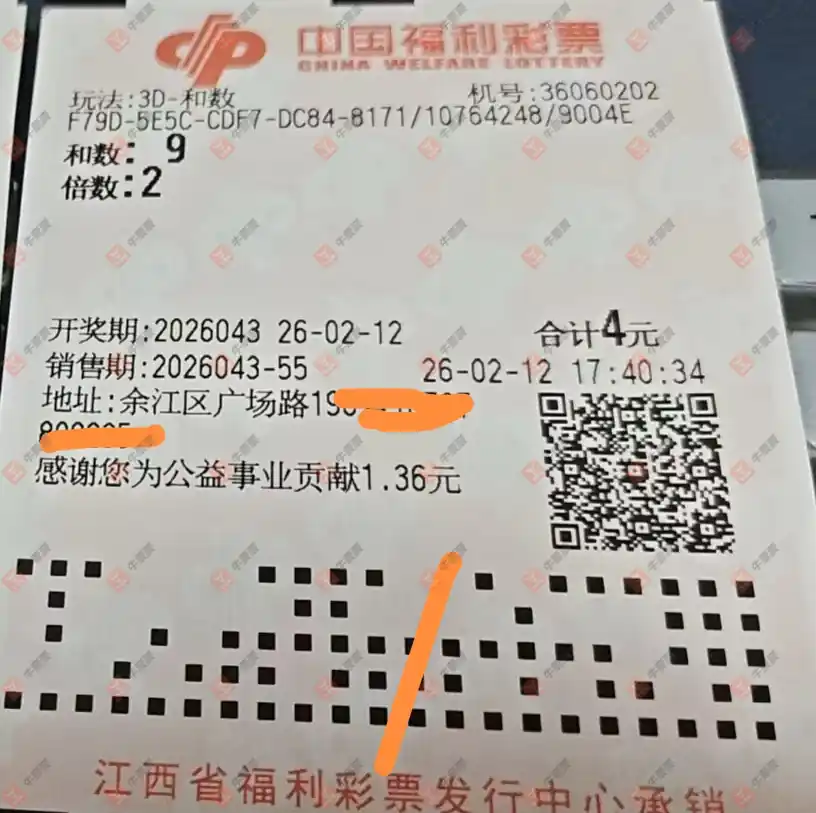 中国福利彩票
CHINA WELFARE LOTTERY
玩法:3D-和数 机号:36060202
F79D-5E5C-CDF7-DC84-8171/10764248/9004E
和数: 9
倍数:2
开奖期:2026043 26-02-12 合计4元
销售期:2026043-55 26-02-12 17:40:34
地址:余江区广场路
感谢您为公益事业贡献1.36元
江西省福利彩票发行中心承销